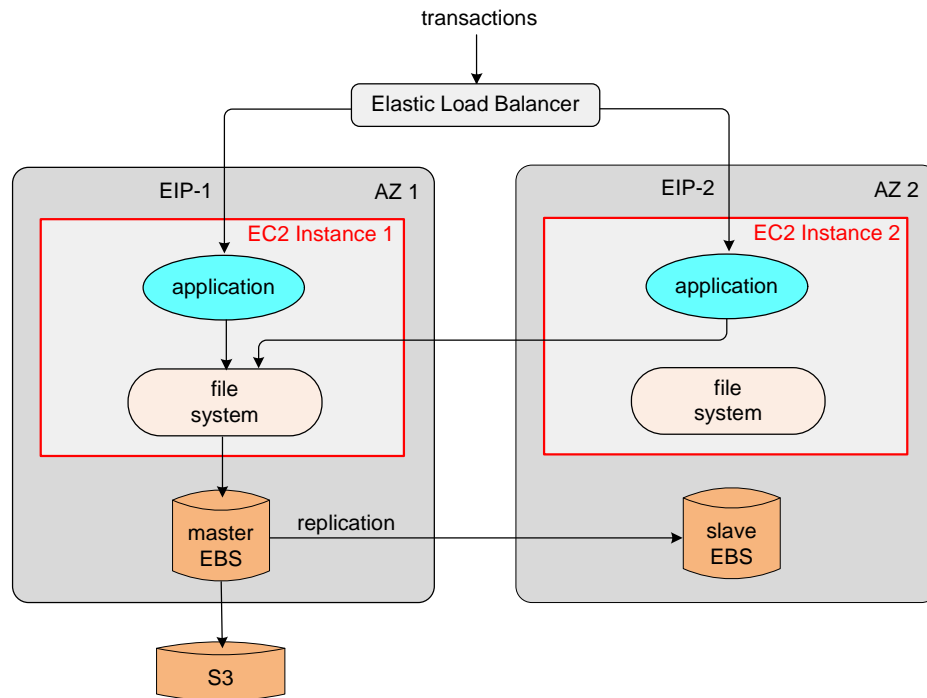 transactions
Elastic Load Balancer
EIP-1
AZ 1
EIP-2
AZ 2
EC2 Instance 1
EC2 Instance 2
application
application
file
system
file
system
master
EBS
replication
slave
EBS
S3